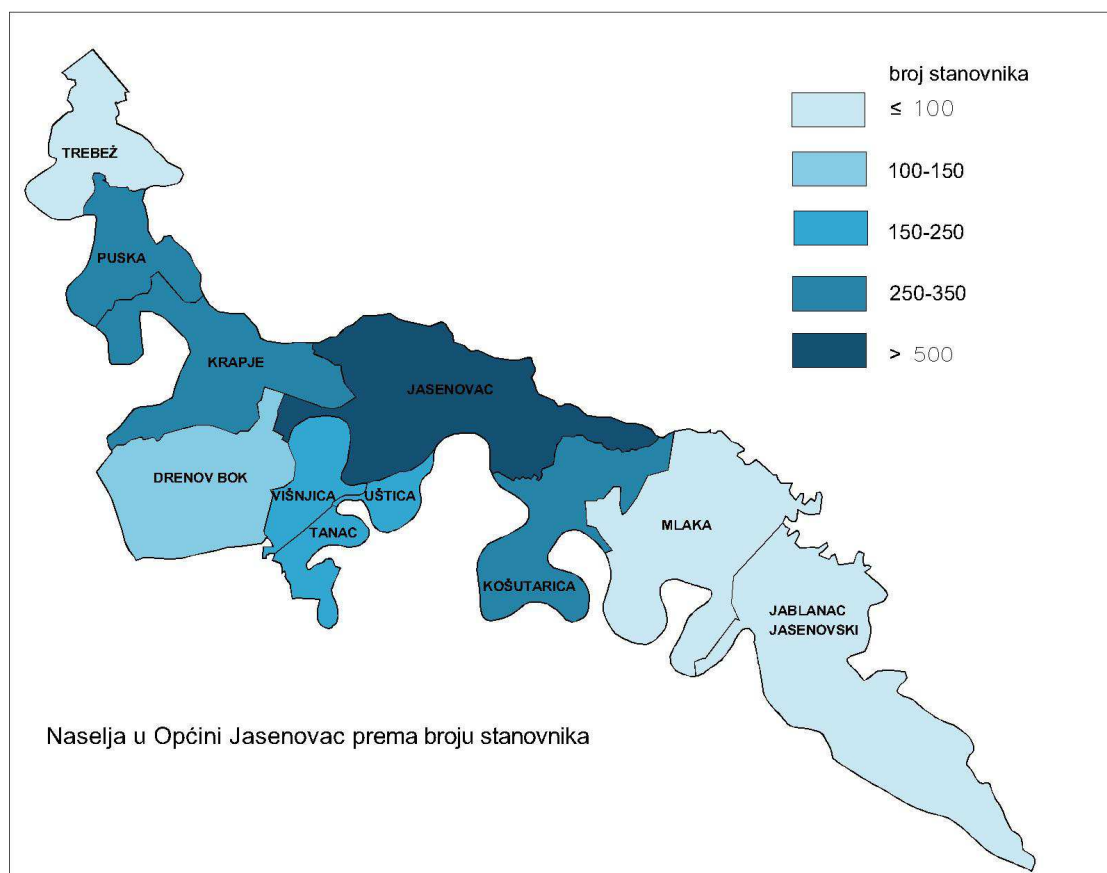 broj stanovnika
≤ 100
100-150
150-250
250-350
> 500
TREBEŽ
PUSKA
KRAPJE
JASENOVAC
DRENOV BOK
VIŠNJICA
UŠTICA
TANAC
MLAKA
KOŠUTARICA
JABLANAC
JASENOVSKI
Naselja u Općini Jasenovac prema broju stanovnika